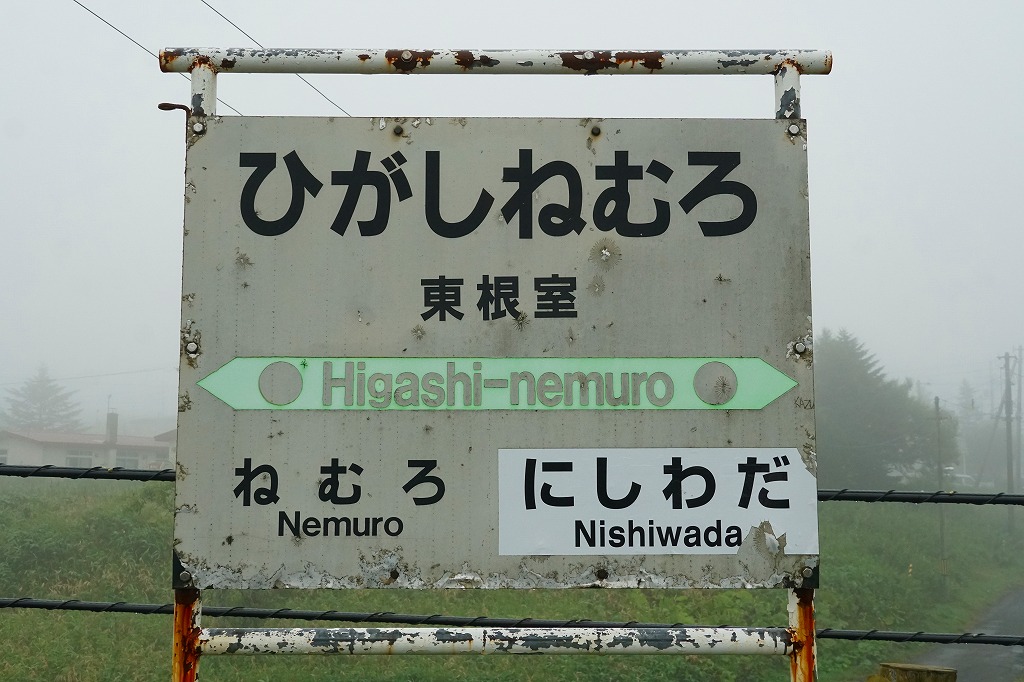 ひがしねむろ
東根室
Higashi-nemuro
ねむろ
Nemuro
にしわだ
Nishiwada
KAZU